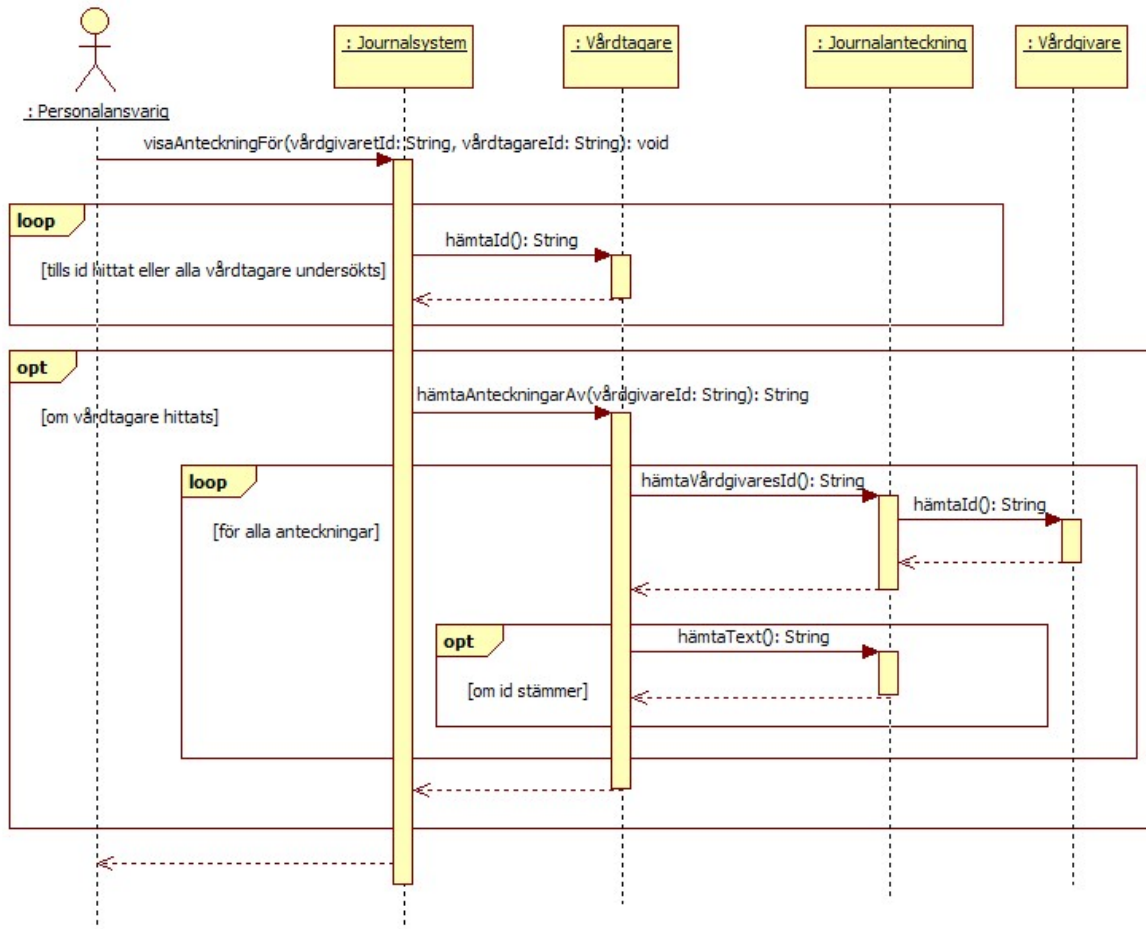 : Journalsystem
: Vårdtagare
: Journalanteckning
: Vårdgivare
: Personalansvarig
visaAnteckningFör(vårdgivaretId: String, vårdtagareId: String): void
loop
hämtaId(): String
[tills id hittat eller alla vårdtagare undersökts]
opt
hämtaAnteckningarAv(vårdgivareId: String): String
[om vårdtagare hittats]
loop
hämtaVårdgivaresId(): String
hämtaId(): String
[för alla anteckningar]
opt
hämtaText(): String
[om id stämmer]